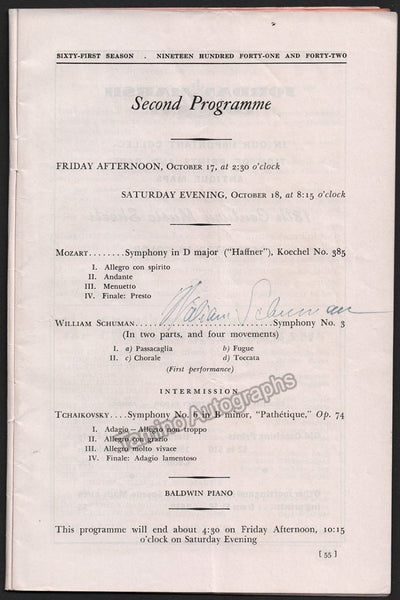 SIXTY-FIRST SEASON . NINETEEN HUNDRED FORTY-ONE AND FORTY-TWO
Second Programme
FRIDAY AFTERNOON, OCTOBER 17, at 2:30 o'clock
SATURDAY EVENING, OCTOBER 18, at 8:15 o'clock
MOZART........Symphony in D major ("Haffner"), Koechel No. 385
I. Allegro con spirito
II. Andante
III. Menuetto
IV. Finale: Presto
William Schuman
WILLIAM SCHUMAN..............................Symphony No. 3
(In two parts, and four movements)
I. a) Passacaglia b) Fugue
II. c) Chorale d) Toccata
(First performance)
INTERMISSION
TCHAIKOVSKY....Symphony No. 6 in B minor, "Pathétique," Op. 74
I. Adagio — Allegro non troppo
II. Allegro con grazio
III. Allegro molto vivace
IV. Finale: Adagio lamentoso
Tamino Autographs
BALDWIN PIANO
This programme will end about 4:30 on Friday Afternoon, 10:15
o'clock on Saturday Evening
[ 55 ]